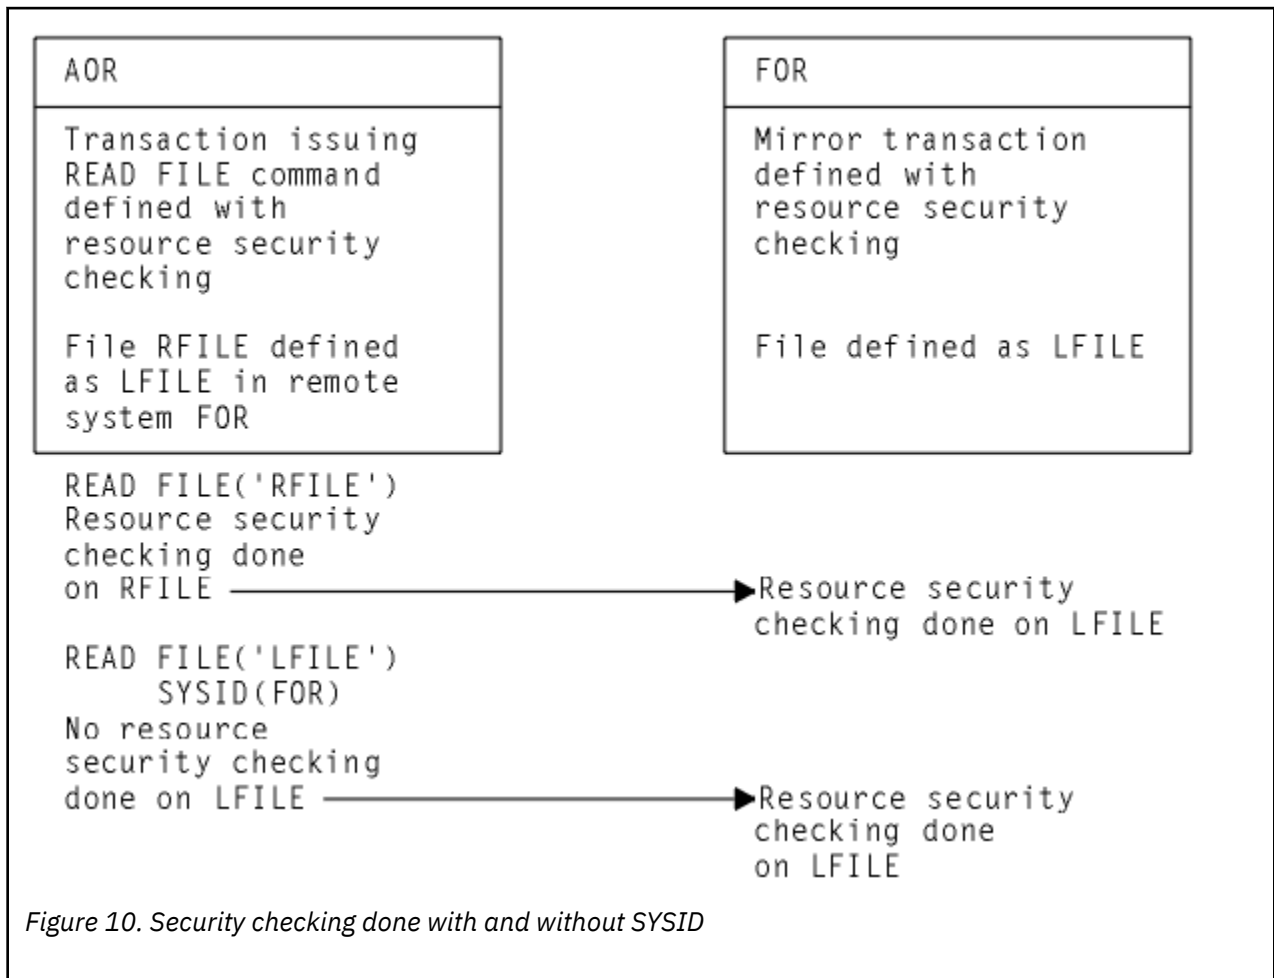 AOR
Transaction issuing
READ FILE command
defined with
resource security
checking
File RFILE defined
as LFILE in remote
system FOR
FOR
Mirror transaction
defined with
resource security
checking
File defined as LFILE
READ FILE('RFILE')
Resource security
checking done
on RFILE
Resource security
checking done on LFILE
READ FILE('LFILE')
SYSID(FOR)
No resource
security checking
done on LFILE
Resource security
checking done
on LFILE
Figure 10. Security checking done with and without SYSID